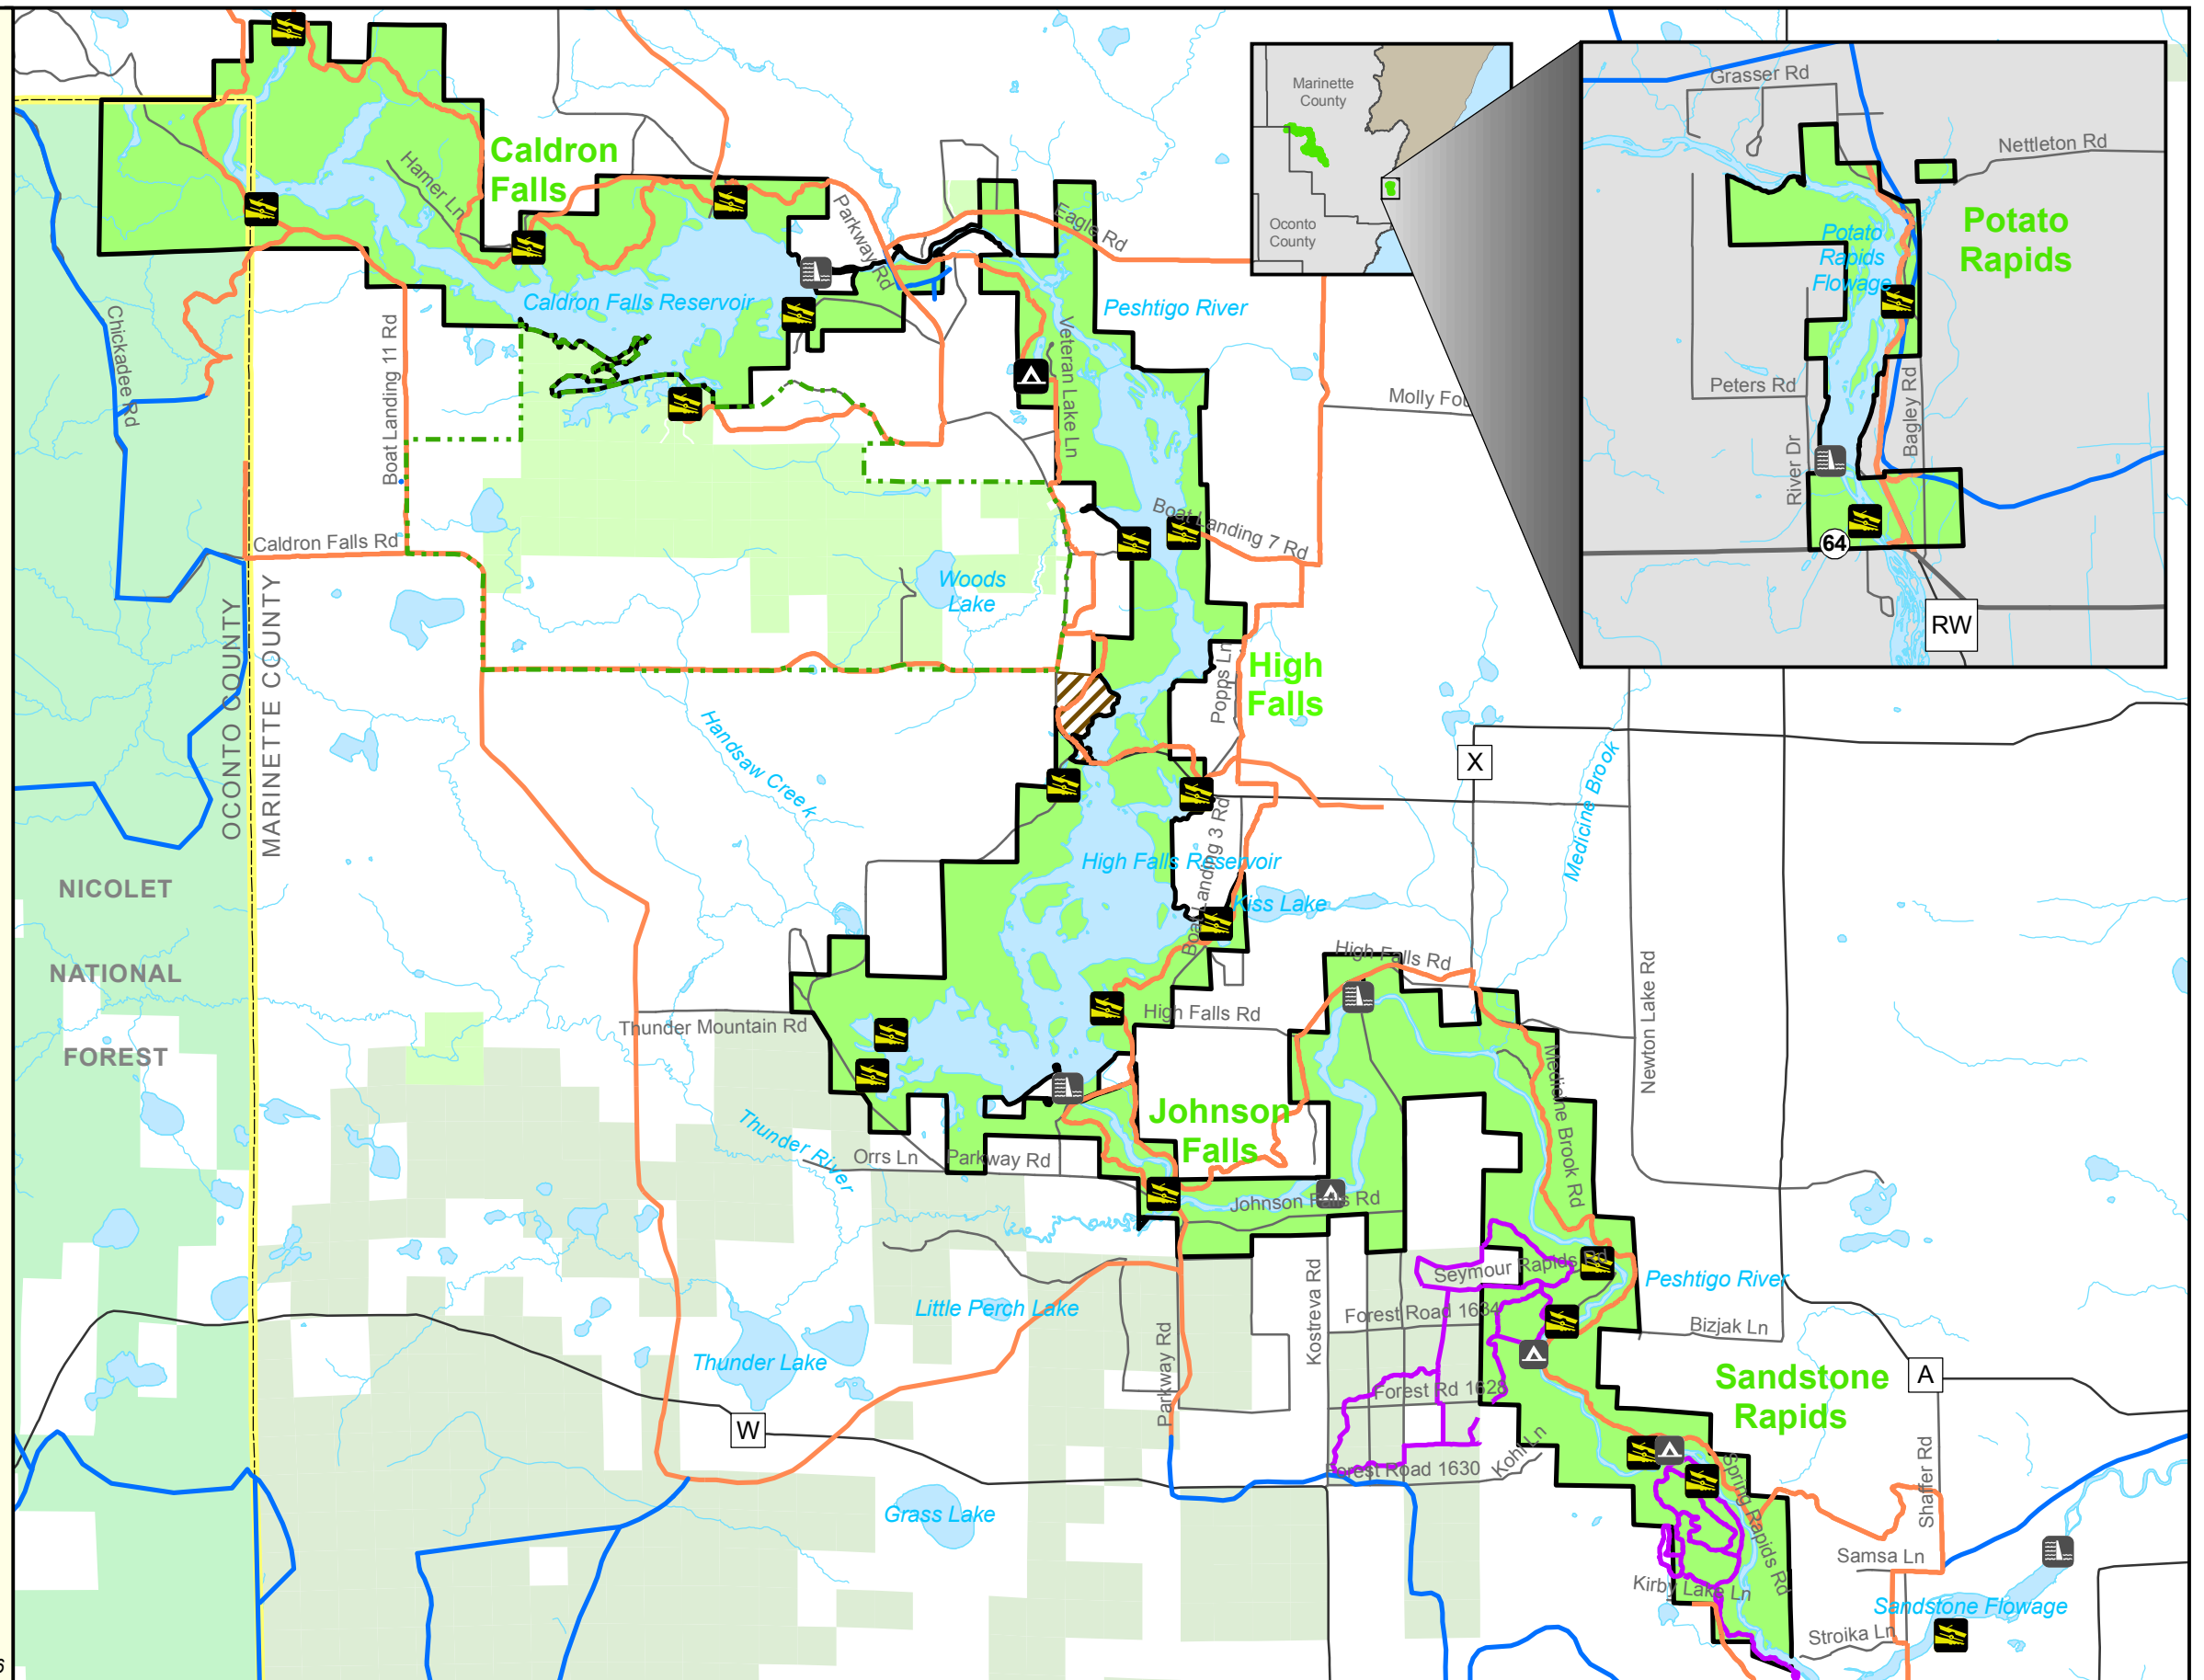 Caldron
Falls
Hamer Ln
Parkway Rd
Eagle Rd
Caldron Falls Reservoir
Peshtigo River
Chickadee Rd
Boat Landing 11 Rd
Veteran Lake Ln
Marinette
County
Oconto
County
Grasser Rd
Nettleton Rd
Potato
Rapids
Potato
Rapids
Flowage
Peters Rd
Bagley Rd
River Dr
64
RW
Caldron Falls Rd
Boat Landing 7 Rd
Woods
Lake
OCONTO COUNTY
MARINETTE COUNTY
High
Falls
Popps Ln
Handsaw Creek
X
Medicine Brook
High Falls Reservoir
Boat Landing 3 Rd
Kiss Lake
NICOLET
NATIONAL
FOREST
High Falls Rd
High Falls Rd
Thunder Mountain Rd
Newton Lake Rd
Medicine Brook Rd
Johnson
Falls
Thunder River
Orrs Ln
Parkway Rd
Johnson Falls Rd
Seymour Rapids Rd
Peshtigo River
Kostreva Rd
Forest Road 1634
Little Perch Lake
Bizjak Ln
Thunder Lake
Parkway Rd
Forest Rd 1628
Sandstone
Rapids
A
W
Kohl Ln
Forest Road 1630
Spring Rapids Rd
Shaffer Rd
Grass Lake
Samsa Ln
Kirby Lake Ln
Sandstone Flowage
Stroika Ln